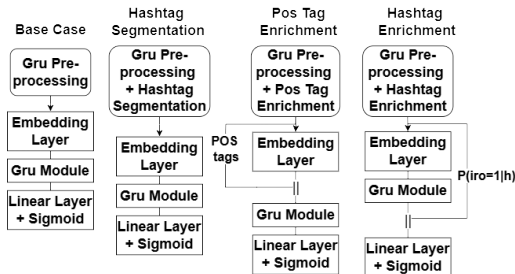 Base Case
Gru Pre-
processing
Embedding
Layer
Gru Module
Linear Layer
+ Sigmoid
Hashtag
Segmentation
Gru Pre-
processing
+ Hashtag
Segmentation
Embedding
Layer
Gru Module
Linear Layer
+ Sigmoid
Pos Tag
Enrichment
Gru Pre-
processing
+ Pos Tag
Enrichment
POS
tags
Embedding
Layer
||
Gru Module
Linear Layer
+ Sigmoid
Hashtag
Enrichment
Gru Pre-
processing
+ Hashtag
Enrichment
Embedding
Layer
P(iro=1|h)
Gru Module
||
Linear Layer
+ Sigmoid